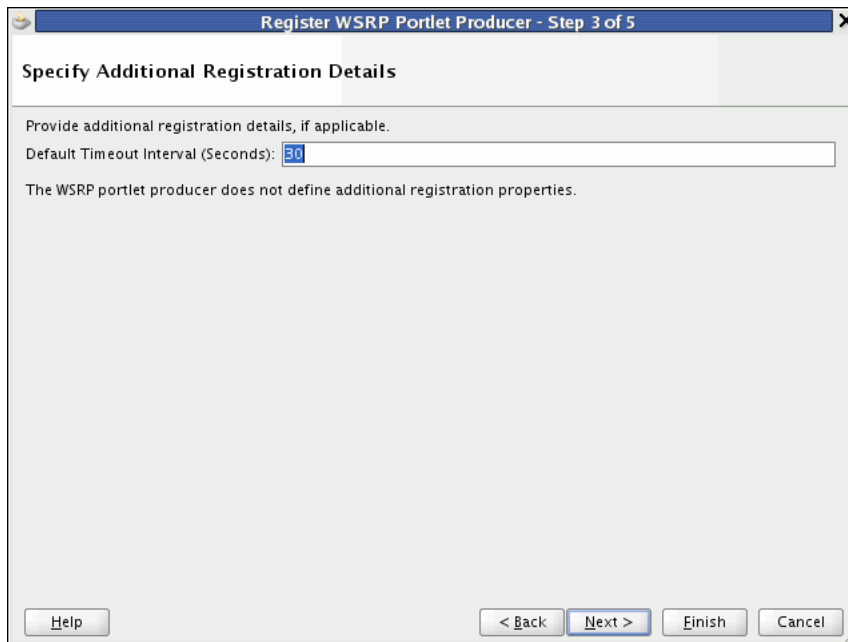 Register WSRP Portlet Producer - Step 3 of 5
Specify Additional Registration Details
Provide additional registration details, if applicable.
Default Timeout Interval (Seconds): 30
The WSRP portlet producer does not define additional registration properties.
Help < Back Next > Finish Cancel